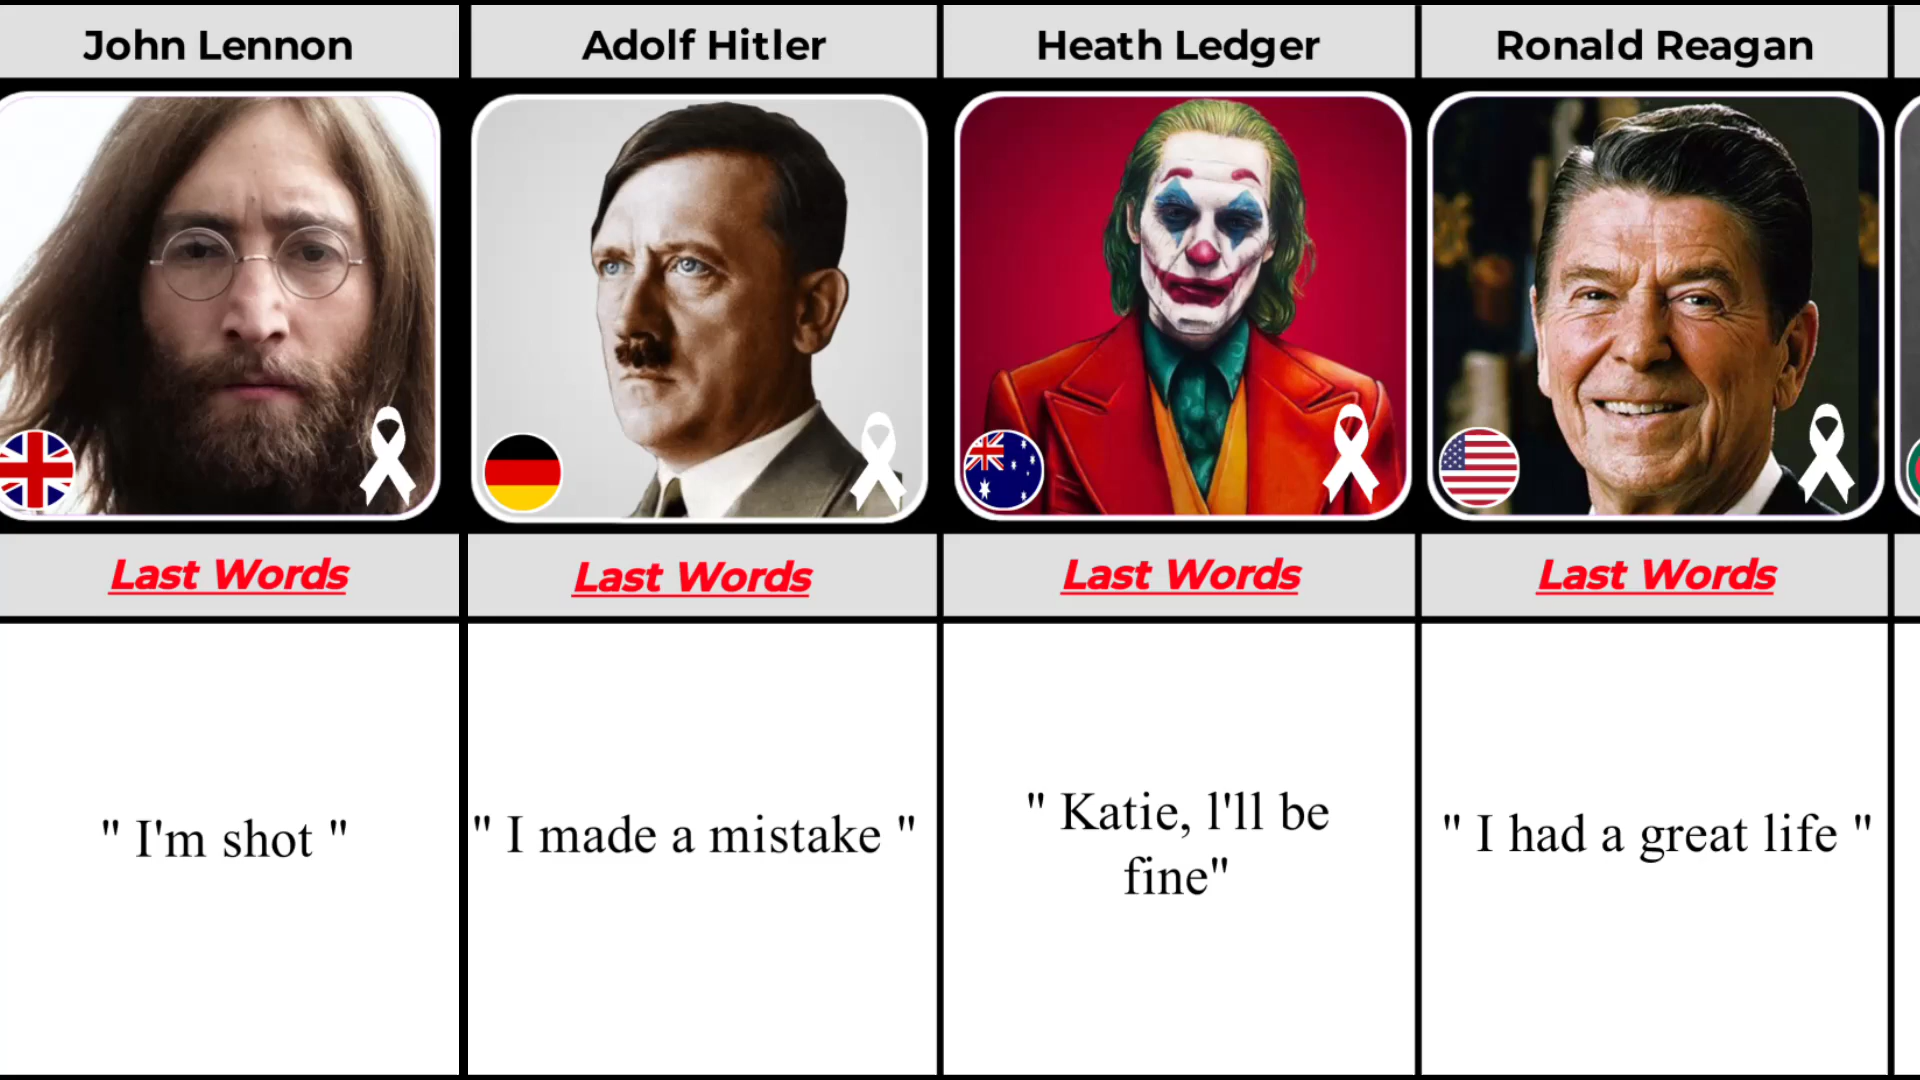 John Lennon
Adolf Hitler
Heath Ledger
Ronald Reagan
Last Words
Last Words
Last Words
Last Words
" I'm shot "
" I made a mistake "
" Katie, l'll be
fine"
" I had a great life "